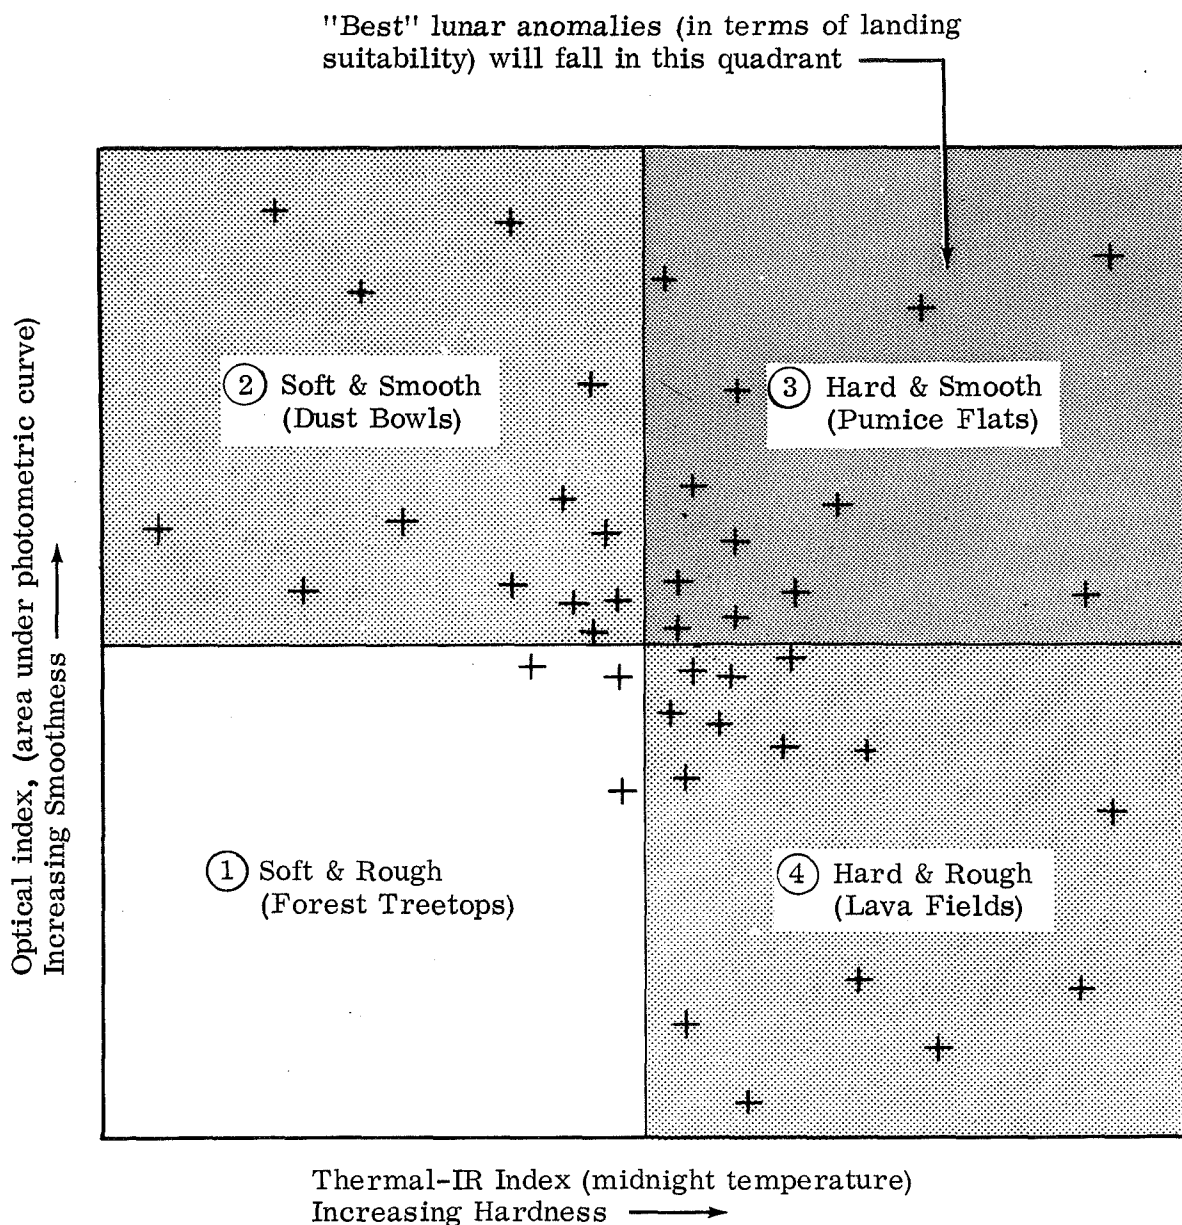 "Best" lunar anomalies (in terms of landing
suitability) will fall in this quadrant
② Soft & Smooth
(Dust Bowls)
③ Hard & Smooth
(Pumice Flats)
① Soft & Rough
(Forest Treetops)
④ Hard & Rough
(Lava Fields)
Optical index, (area under photometric curve)
Increasing Smoothness
Thermal-IR Index (midnight temperature)
Increasing Hardness